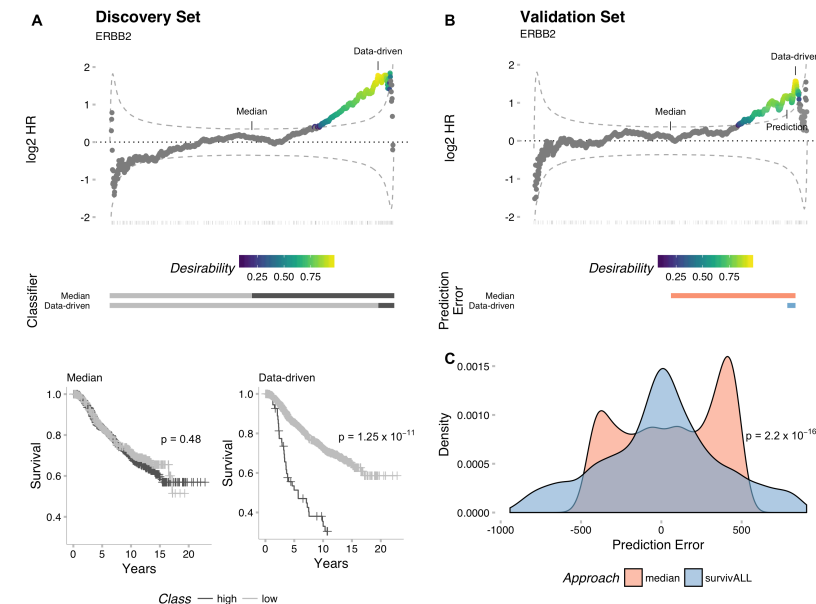 A
Discovery Set
ERBB2
Data-driven
Median
log2 HR
2
1
0
-1
-2
Desirability
0.25 0.50 0.75
Classifier
Median
Data-driven
Median
Survival
1.0
0.8
0.6
0.4
p = 0.48
0 5 10 15 20
Years
Data-driven
Survival
1.0
0.8
0.6
0.4
p = 1.25 x 10⁻¹¹
0 5 10 15 20
Years
Class high low
B
Validation Set
ERBB2
Data-driven
Median
Prediction
log2 HR
2
1
0
-1
-2
Desirability
0.25 0.50 0.75
Prediction
Error
Median
Data-driven
C
Density
0.0015
0.0010
0.0005
0.0000
p = 2.2 x 10⁻¹⁶
-1000 -500 0 500
Prediction Error
Approach median survivALL